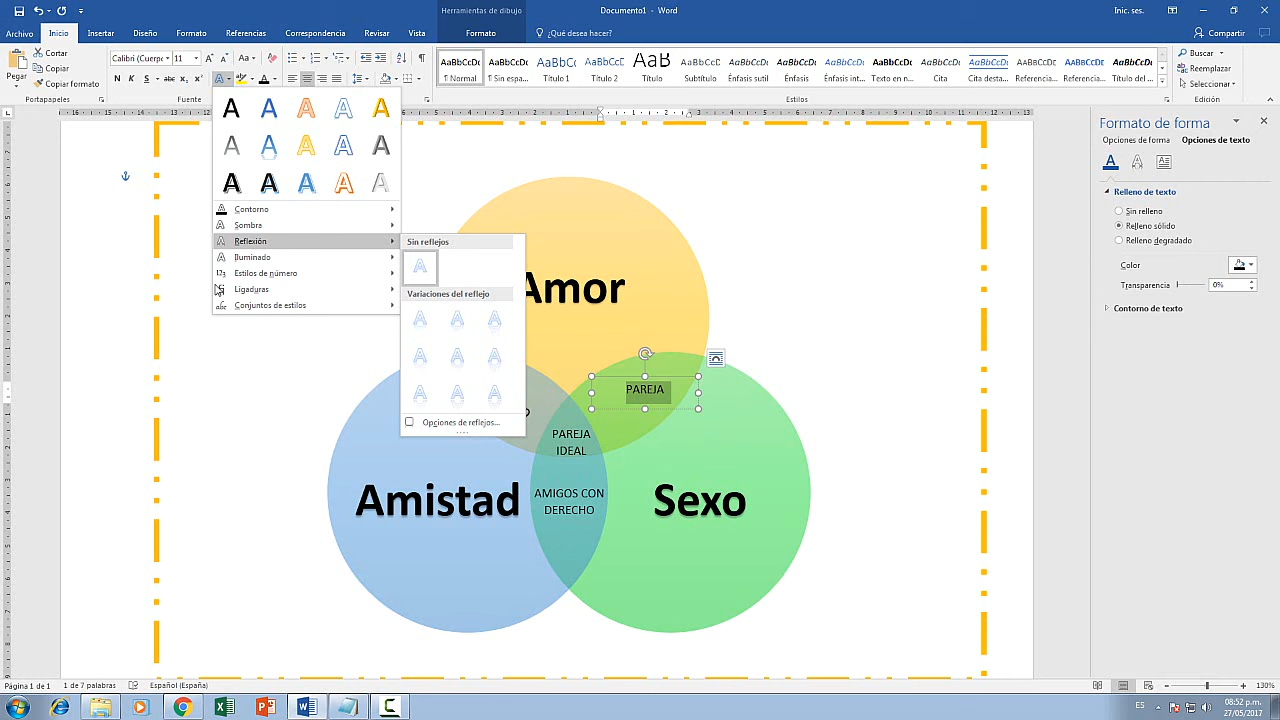 Herramientas de dibujo
Documento1 - Word
Inic. ses.
Archivo
Inicio
Insertar
Diseño
Formato
Referencias
Correspondencia
Revisar
Vista
Formato
¿Qué desea hacer?
Compartir
Pegar
Cortar
Copiar
Copiar formato
Portapapeles
Calibri (Cuerpo
11
Aa
N K S abc x₂ x²
Fuente
AaBbCcDc AaBbCcDc AaBbCc AaBbCcC AaB AaBbCcC AaBbCcDc AaBbCcDc AaBbCcDc AaBbCcDc AaBbCcDc AaBbCcDc AaBbCcDc AaBbCcDc AaBbCcDc
¶ Normal
¶ Sin espa...
Título 1
Título 2
Título
Subtítulo
Énfasis sutil
Énfasis
Énfasis int...
Texto en n...
Cita
Cita desta...
Referencia...
Referencia...
Título del ...
Estilos
Buscar
Reemplazar
Seleccionar
Edición
Contorno
Sombra
Reflexión
Iluminado
Estilos de número
Ligaduras
Conjuntos de estilos
Sin reflejos
Variaciones del reflejo
Opciones de reflejos...
Amor
PAREJA
PAREJA
IDEAL
AMIGOS CON
DERECHO
Amistad
Sexo
Formato de forma
Opciones de forma
Opciones de texto
Relleno de texto
Sin relleno
Relleno sólido
Relleno degradado
Color
Transparencia
0%
Contorno de texto
Página 1 de 1
1 de 7 palabras
Español (España)
130%
ES
08:52 p.m.
27/05/2017